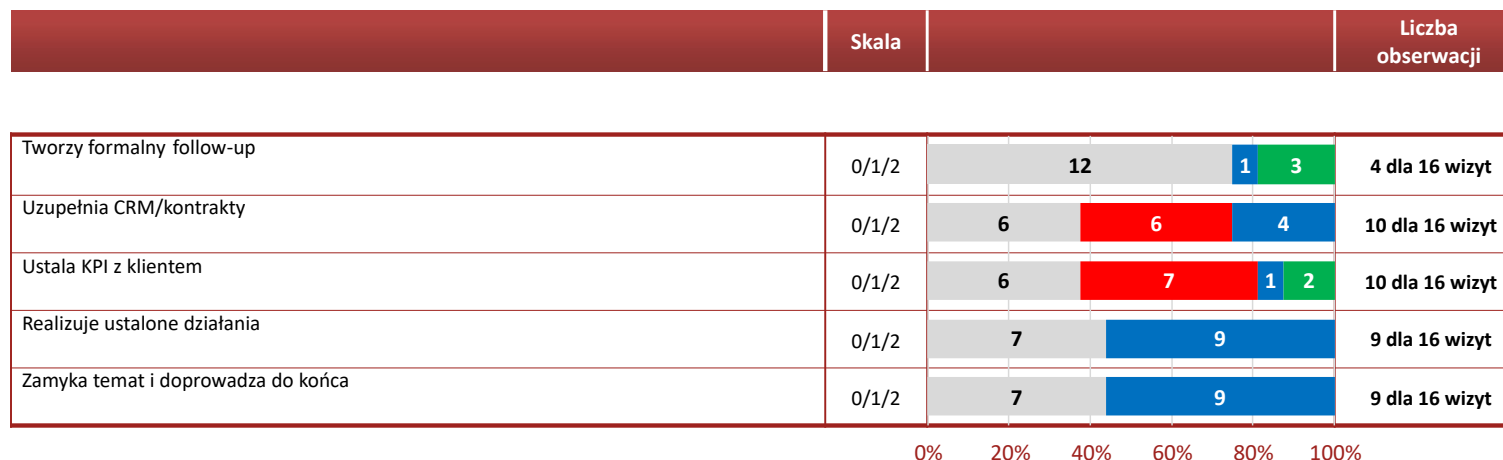 Skala
Liczba
obserwacji
Tworzy formalny follow-up
0/1/2
12 1 3
4 dla 16 wizyt
Uzupełnia CRM/kontrakty
0/1/2
6 6 4
10 dla 16 wizyt
Ustala KPI z klientem
0/1/2
6 7 1 2
10 dla 16 wizyt
Realizuje ustalone działania
0/1/2
7 9
9 dla 16 wizyt
Zamyka temat i doprowadza do końca
0/1/2
7 9
9 dla 16 wizyt
0% 20% 40% 60% 80% 100%